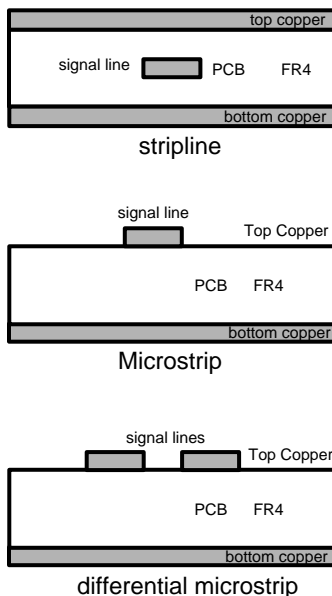 top copper
signal line
PCB FR4
bottom copper
stripline
signal line
Top Copper
PCB FR4
bottom copper
Microstrip
signal lines
Top Copper
PCB FR4
bottom copper
differential microstrip